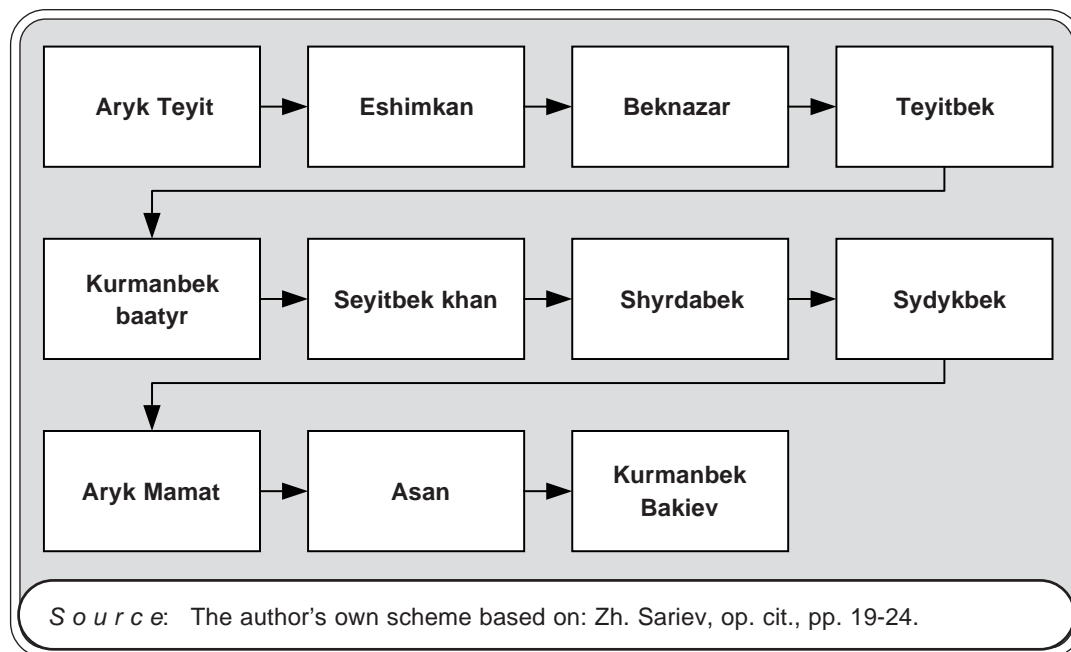 Aryk Teyit
Eshimkan
Beknazar
Teyitbek
Kurmanbek
baatyr
Seyitbek khan
Shyrdabek
Sydykbek
Aryk Mamat
Asan
Kurmanbek
Bakiev
Source: The author's own scheme based on: Zh. Sariev, op. cit., pp. 19-24.